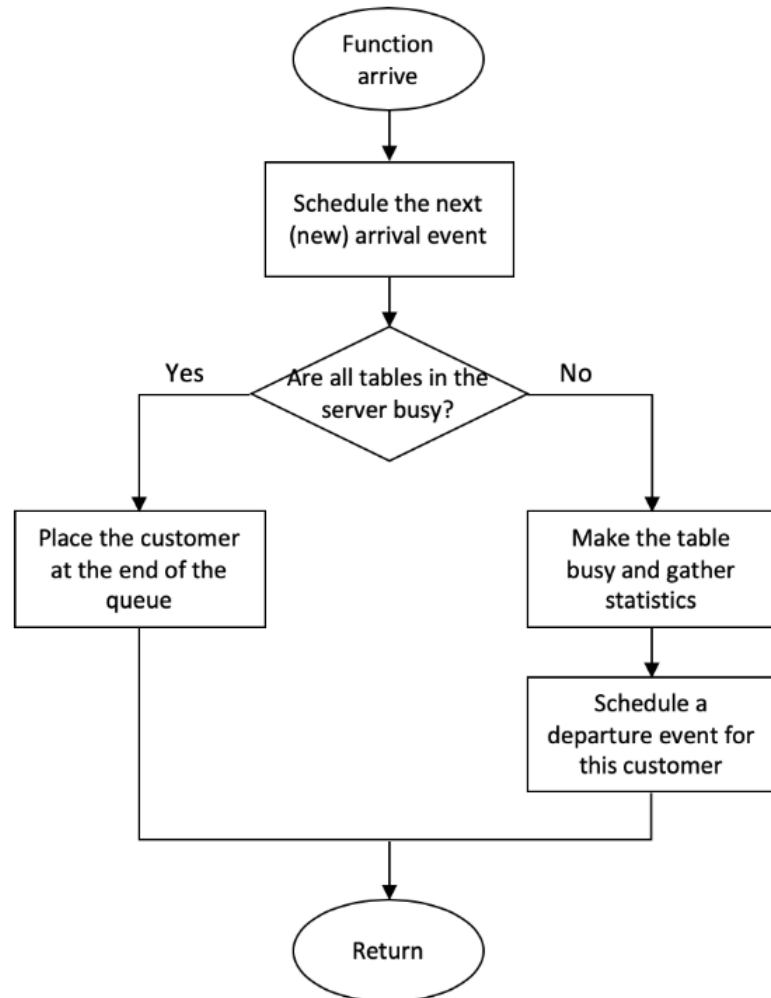 Function
arrive
Schedule the next
(new) arrival event
Yes
Are all tables in the
server busy?
No
Place the customer
at the end of the
queue
Make the table
busy and gather
statistics
Schedule a
departure event for
this customer
Return